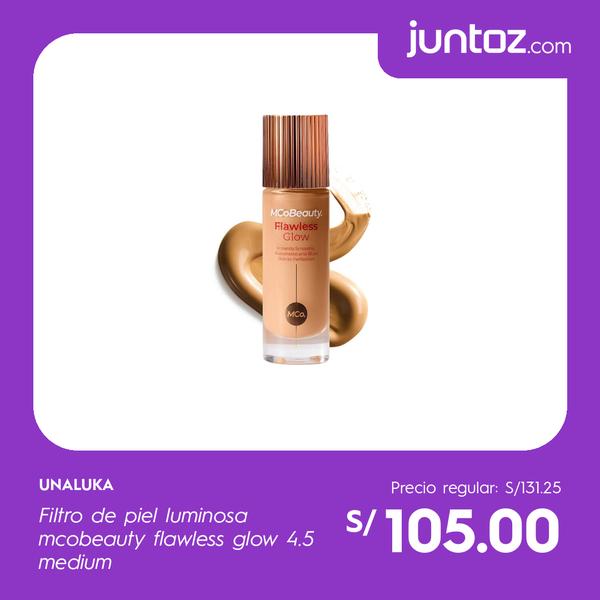 juntoz.com
MCoBeauty.
Flawless
Glow
MCo.
UNALUKA
Filtro de piel luminosa
mcobeauty flawless glow 4.5
medium
Precio regular: S/131.25
S/ 105.00